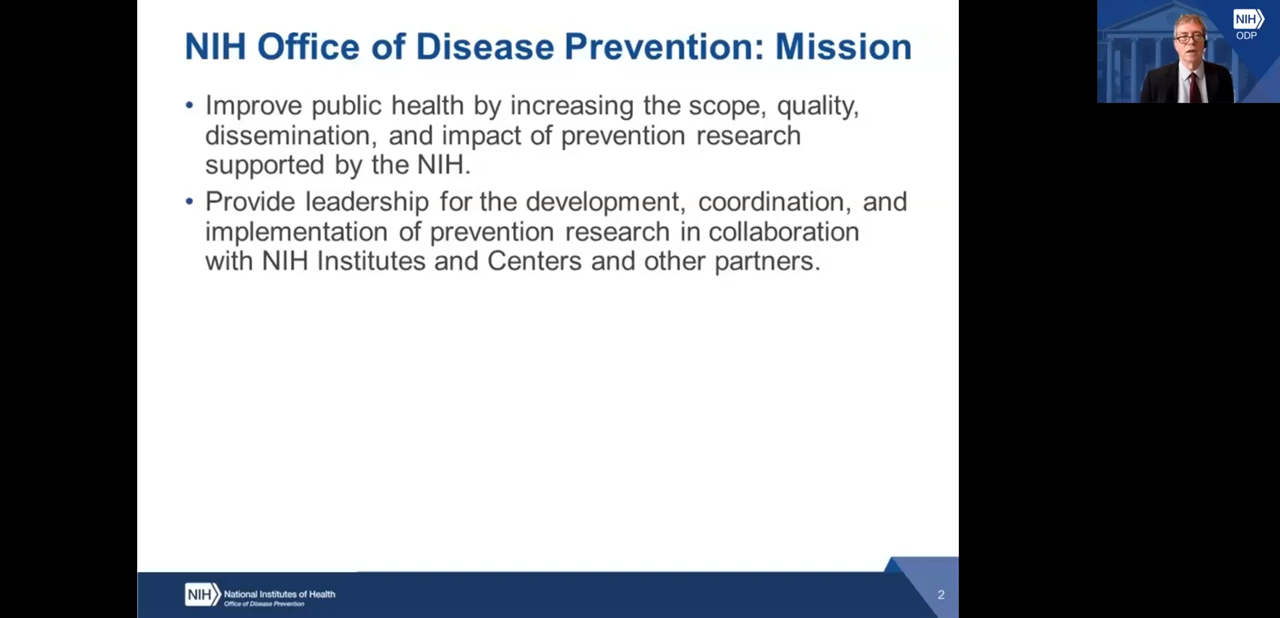 NIH Office of Disease Prevention: Mission
• Improve public health by increasing the scope, quality,
dissemination, and impact of prevention research
supported by the NIH.
• Provide leadership for the development, coordination, and
implementation of prevention research in collaboration
with NIH Institutes and Centers and other partners.
NIH
National Institutes of Health
Office of Disease Prevention
2
NIH
ODP